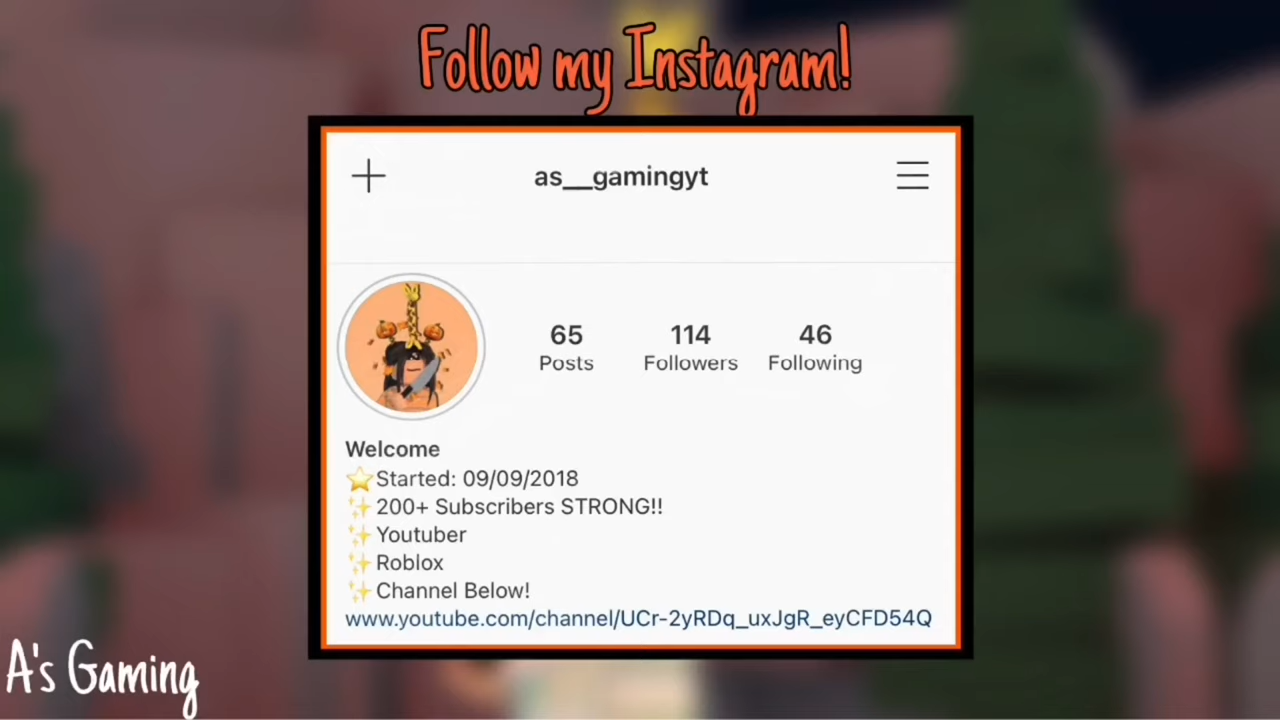 Follow my Instagram!
as__gamingyt
65 114 46
Posts Followers Following
Welcome
⭐Started: 09/09/2018
✨200+ Subscribers STRONG!!
✨Youtuber
✨Roblox
✨Channel Below!
www.youtube.com/channel/UCr-2yRDq_uxJgR_eyCFD54Q
A's Gaming